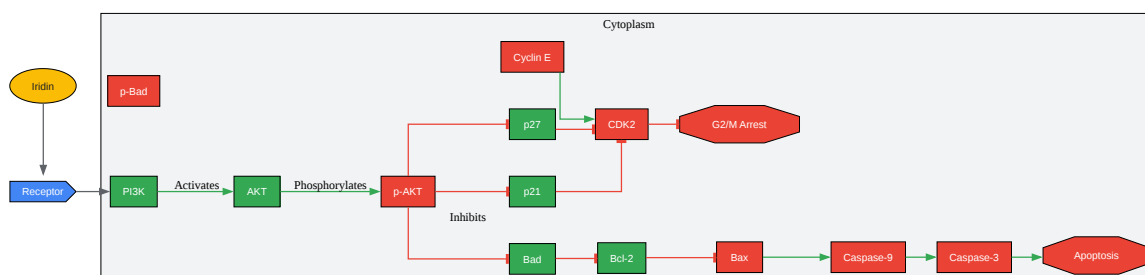 Cytoplasm
Cyclin E
Iridin
p-Bad
p27
CDK2
G2/M Arrest
Receptor
PI3K
Activates
AKT
Phosphorylates
p-AKT
p21
Inhibits
Bad
Bcl-2
Bax
Caspase-9
Caspase-3
Apoptosis